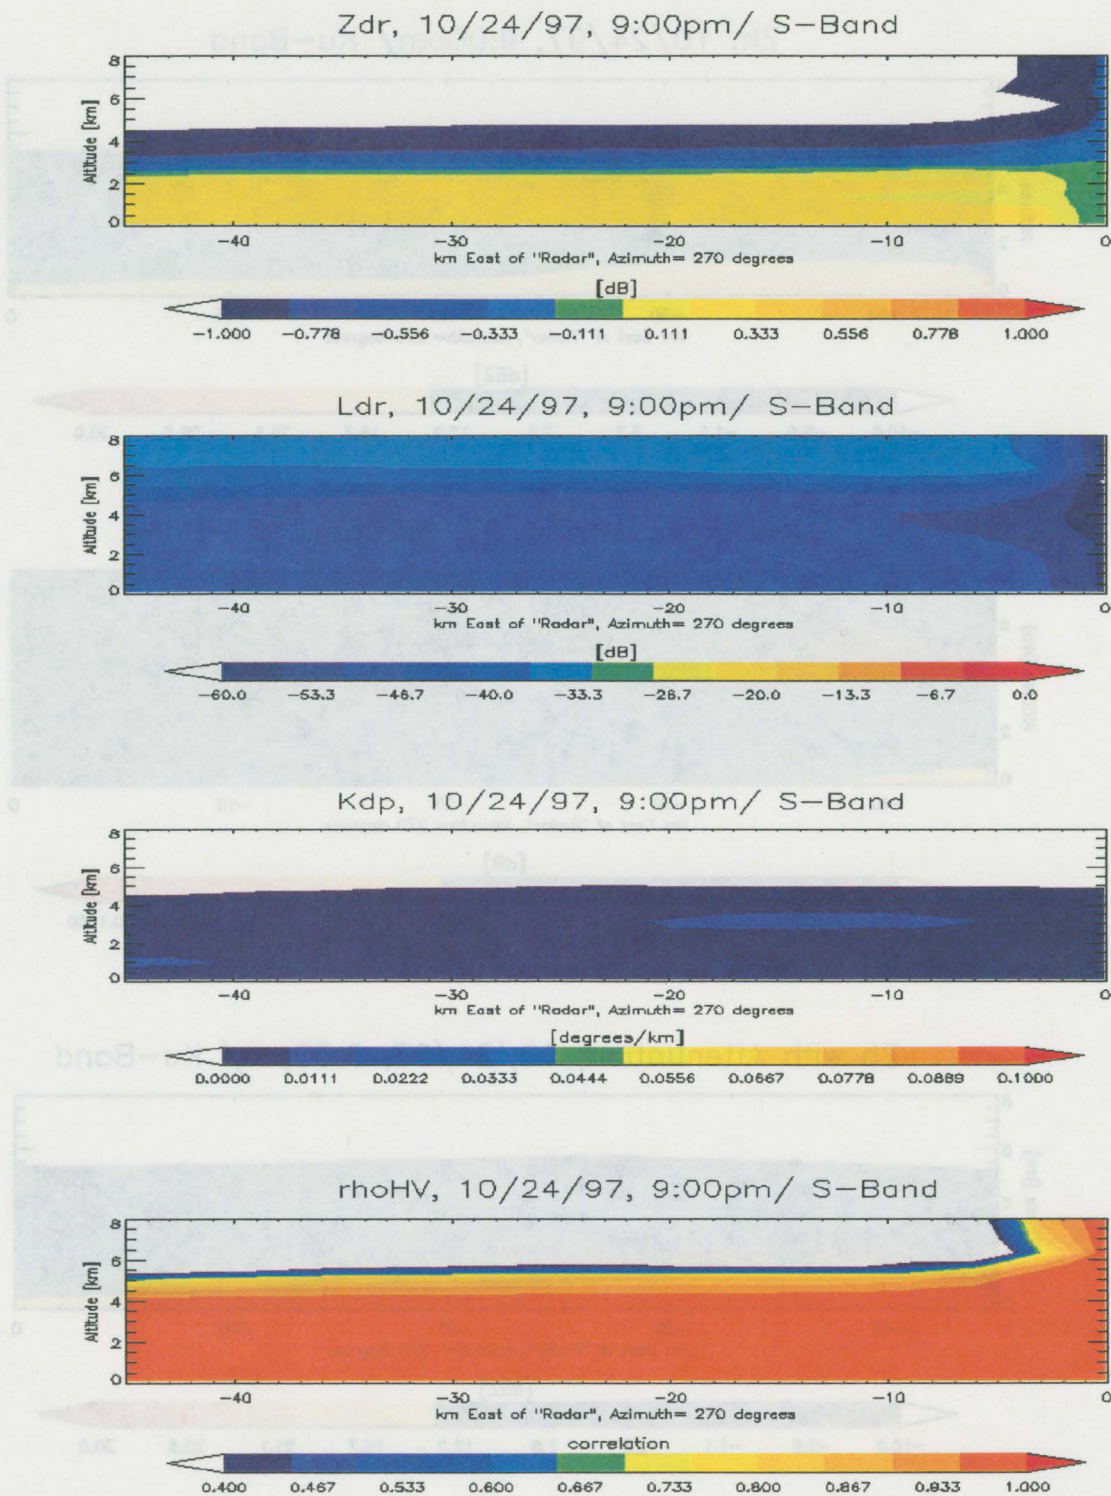 Zdr, 10/24/97, 9:00pm/ S-Band
8
6
4
2
0
Altitude [km]
-40 -30 -20 -10 0
km East of "Radar", Azimuth= 270 degrees
[dB]
-1.000 -0.778 -0.556 -0.333 -0.111 0.111 0.333 0.556 0.778 1.000
Ldr, 10/24/97, 9:00pm/ S-Band
8
6
4
2
0
Altitude [km]
-40 -30 -20 -10 0
km East of "Radar", Azimuth= 270 degrees
[dB]
-60.0 -53.3 -46.7 -40.0 -33.3 -26.7 -20.0 -13.3 -6.7 0.0
Kdp, 10/24/97, 9:00pm/ S-Band
8
6
4
2
0
Altitude [km]
-40 -30 -20 -10 0
km East of "Radar", Azimuth= 270 degrees
[degrees/km]
0.0000 0.0111 0.0222 0.0333 0.0444 0.0556 0.0667 0.0778 0.0889 0.1000
rhoHV, 10/24/97, 9:00pm/ S-Band
8
6
4
2
0
Altitude [km]
-40 -30 -20 -10 0
km East of "Radar", Azimuth= 270 degrees
correlation
0.400 0.467 0.533 0.600 0.667 0.733 0.800 0.867 0.933 1.000